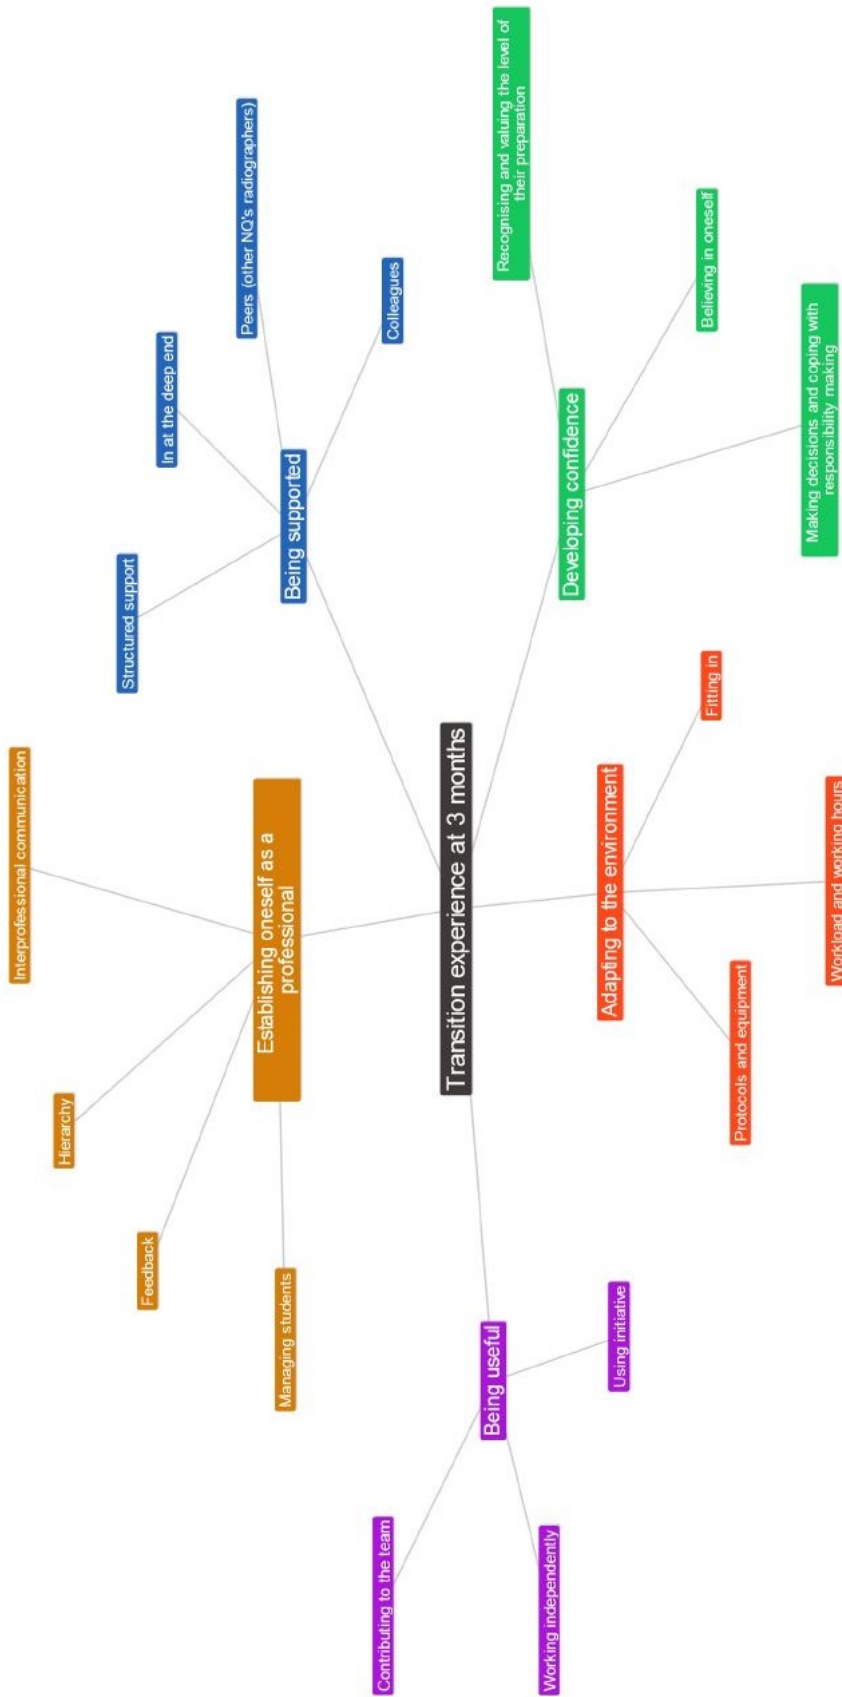 Transition experience at 3 months
Establishing oneself as a
professional
Interprofessional communication
Hierarchy
Feedback
Managing students
Being supported
Structured support
In at the deep end
Peers (other NQ's radiographers)
Colleagues
Developing confidence
Recognising and valuing the level of
their preparation
Believing in oneself
Making decisions and coping with
responsibility making
Adapting to the environment
Fitting in
Workload and working hours
Protocols and equipment
Being useful
Contributing to the team
Working independently
Using initiative